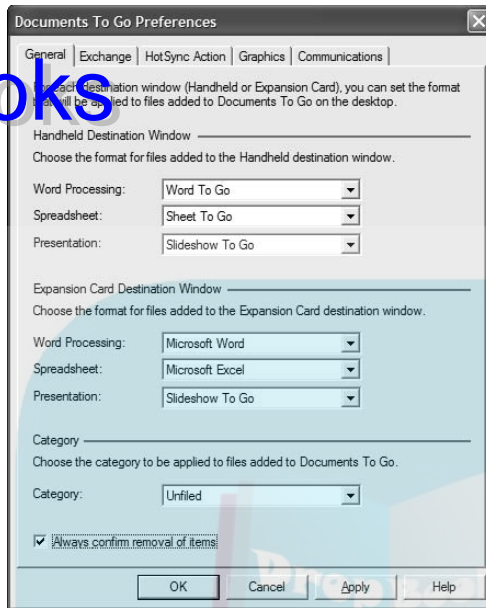 Documents To Go Preferences
General Exchange HotSync Action Graphics Communications
oks
destination window (Handheld or Expansion Card), you can set the format
will be applied to files added to Documents To Go on the desktop.
Handheld Destination Window
Choose the format for files added to the Handheld destination window.
Word Processing: Word To Go
Spreadsheet: Sheet To Go
Presentation: Slideshow To Go
Expansion Card Destination Window
Choose the format for files added to the Expansion Card destination window.
Word Processing: Microsoft Word
Spreadsheet: Microsoft Excel
Presentation: Slideshow To Go
Category
Choose the category to be applied to files added to Documents To Go.
Category: Unfiled
Always confirm removal of items
OK Cancel Apply Help